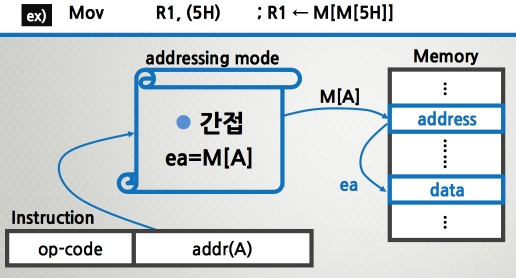 ex) Mov R1, (5H) ; R1 ← M[M[5H]]
addressing mode
Memory
⋮
M[A]
● 간접
address
ea=M[A]
⋮
ea
data
Instruction
⋮
op-code addr(A)